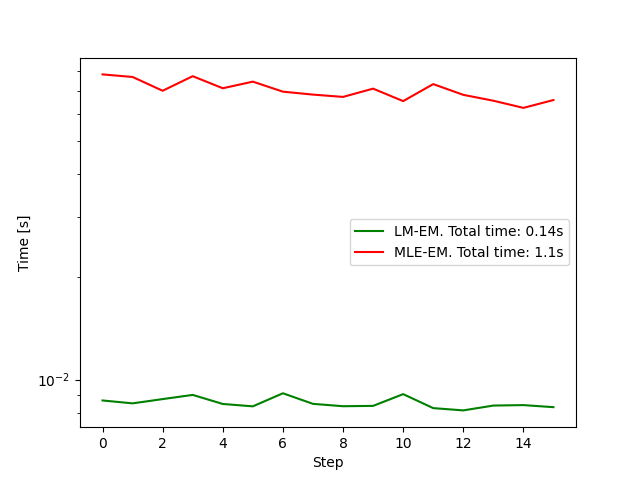 Time [s]
10⁻²
LM-EM. Total time: 0.14s
MLE-EM. Total time: 1.1s
0 2 4 6 8 10 12 14
Step